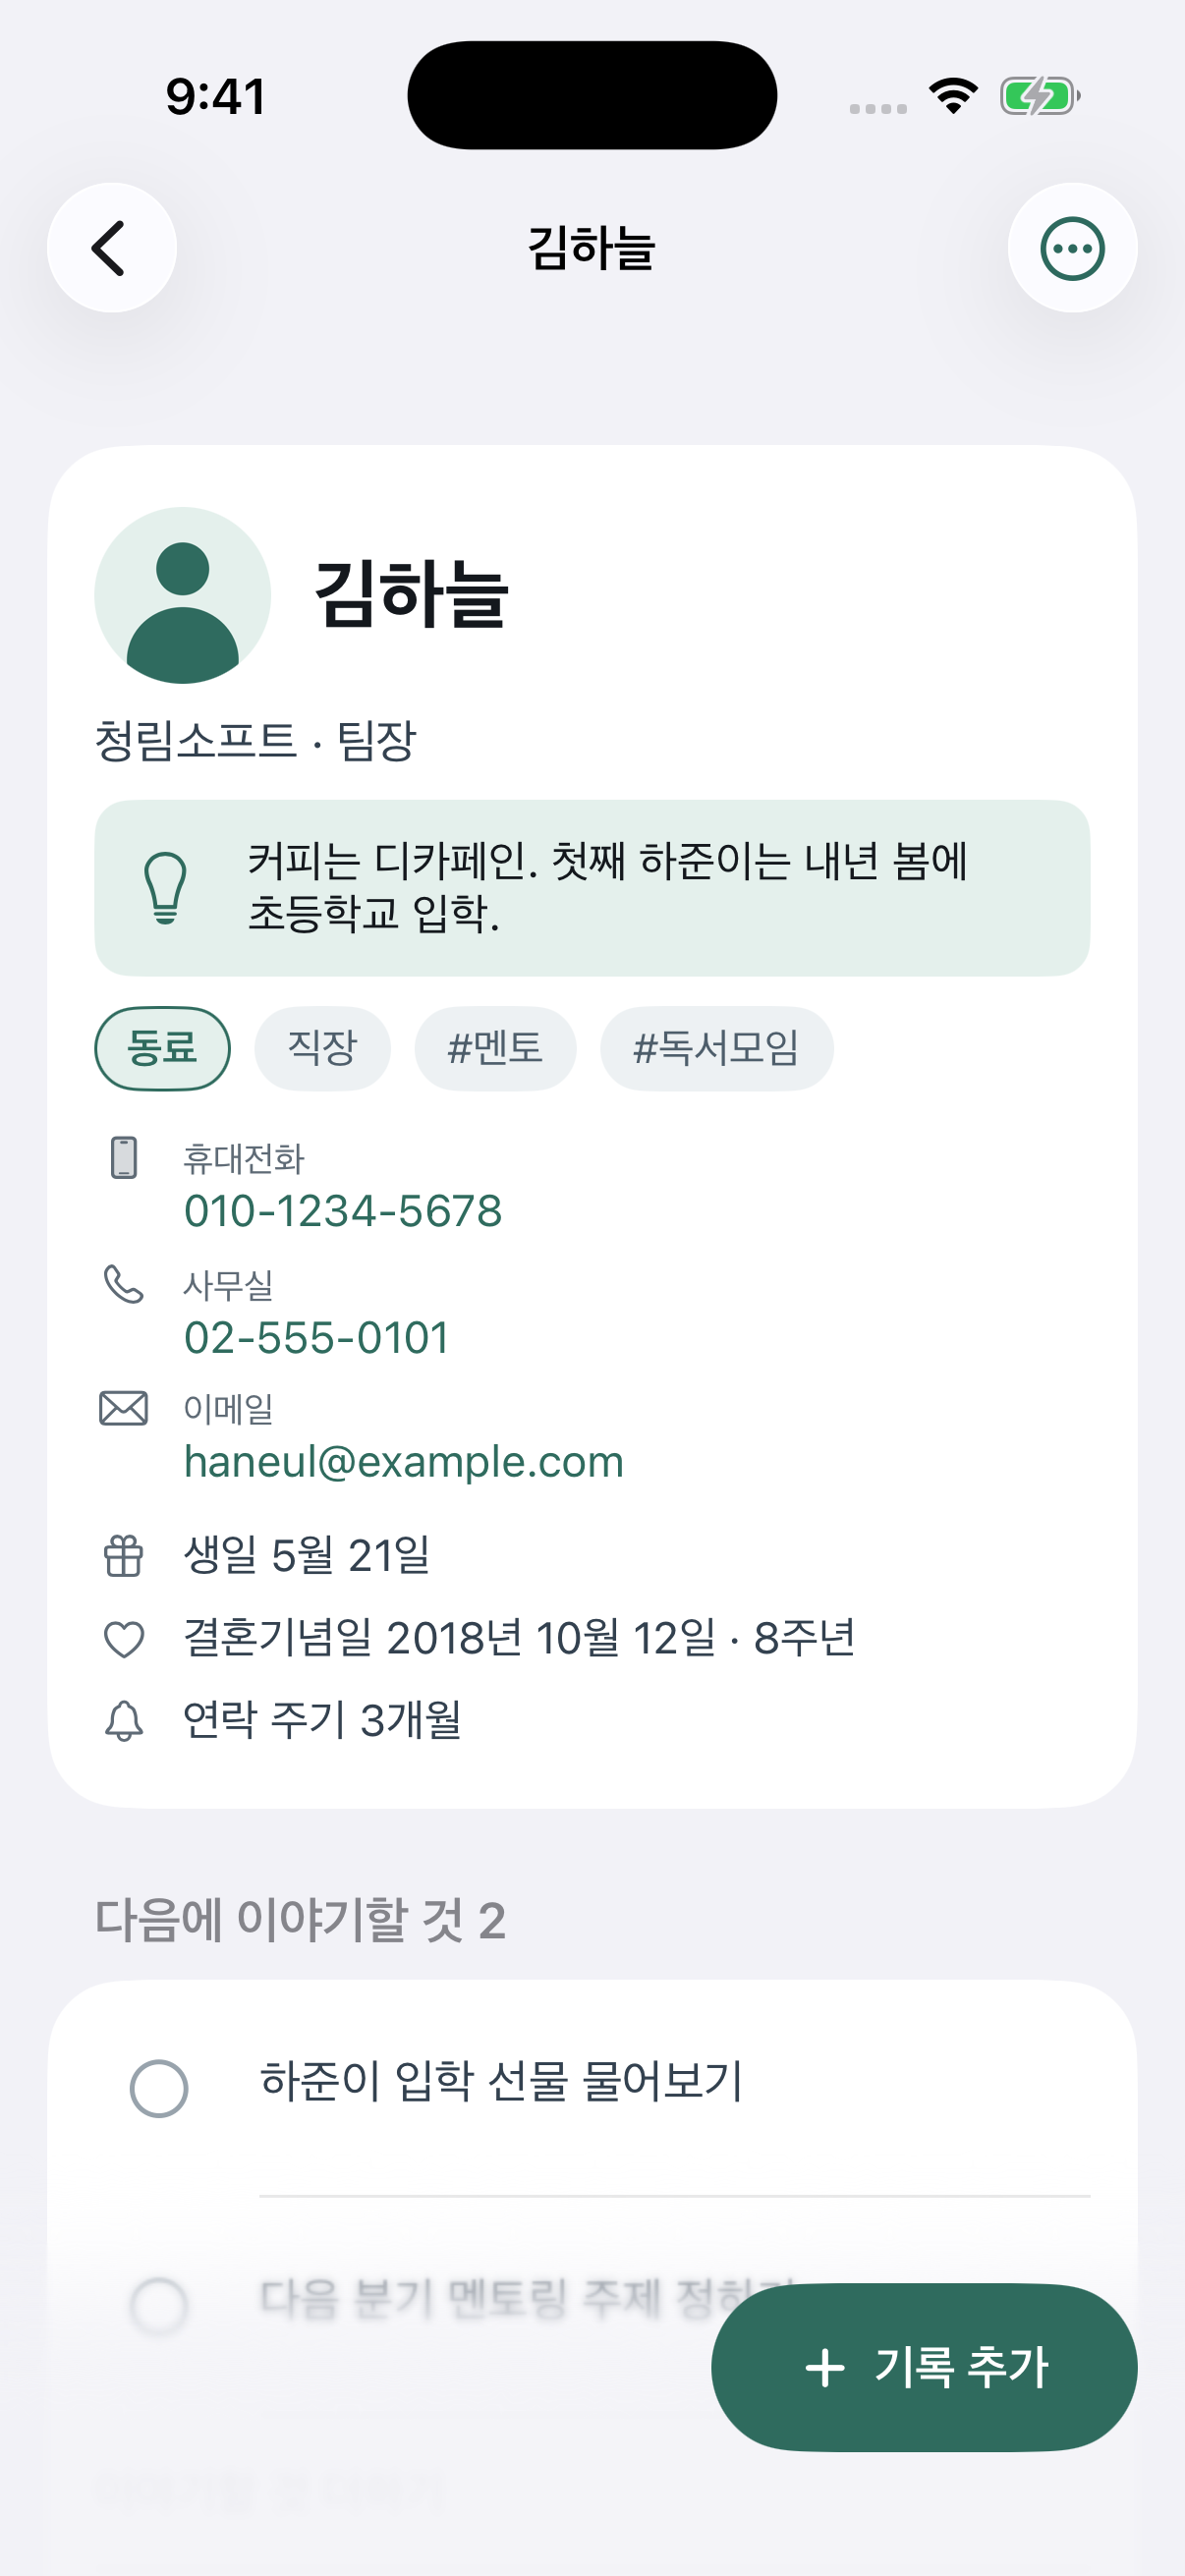 9:41
김하늘
김하늘
청림소프트 · 팀장
커피는 디카페인. 첫째 하준이는 내년 봄에
초등학교 입학.
동료 직장 #멘토 #독서모임
휴대전화
010-1234-5678
사무실
02-555-0101
이메일
haneul@example.com
생일 5월 21일
결혼기념일 2018년 10월 12일 · 8주년
연락 주기 3개월
다음에 이야기할 것 2
하준이 입학 선물 물어보기
다음 분기 멘토링 주제
+ 기록 추가